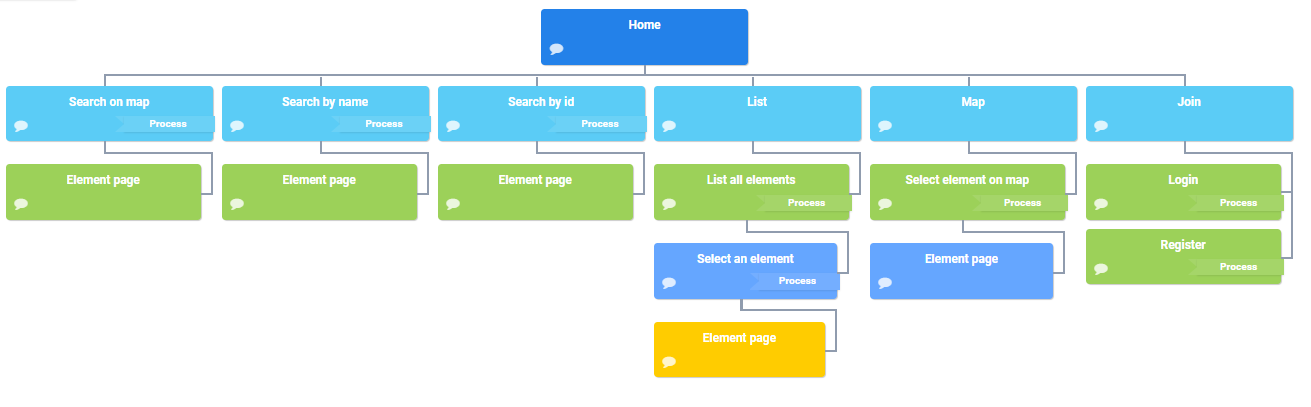 Home
Search on map
Process
Search by name
Process
Search by id
Process
List
Map
Join
Element page
Element page
Element page
List all elements
Process
Select element on map
Process
Login
Process
Register
Process
Select an element
Process
Element page
Element page